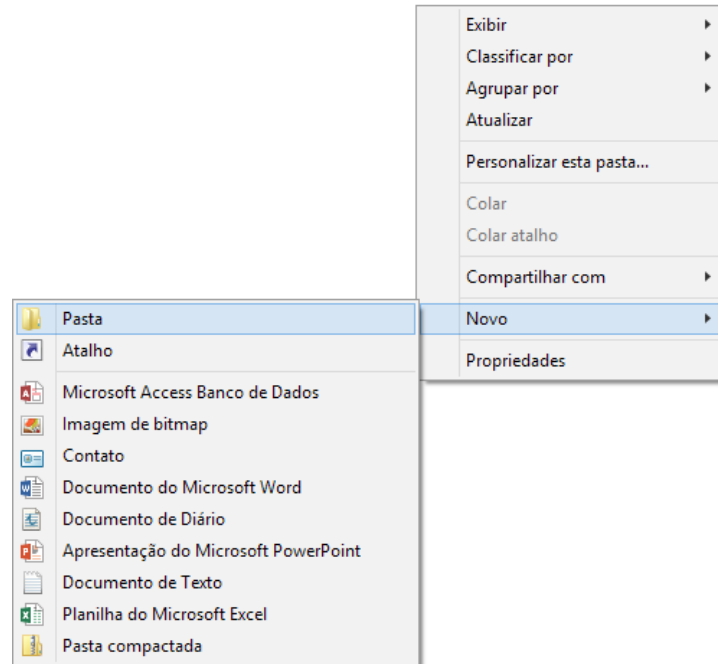 Exibir
Classificar por
Agrupar por
Atualizar
Personalizar esta pasta...
Colar
Colar atalho
Compartilhar com
Novo
Propriedades
Pasta
Atalho
Microsoft Access Banco de Dados
Imagem de bitmap
Contato
Documento do Microsoft Word
Documento de Diário
Apresentação do Microsoft PowerPoint
Documento de Texto
Planilha do Microsoft Excel
Pasta compactada